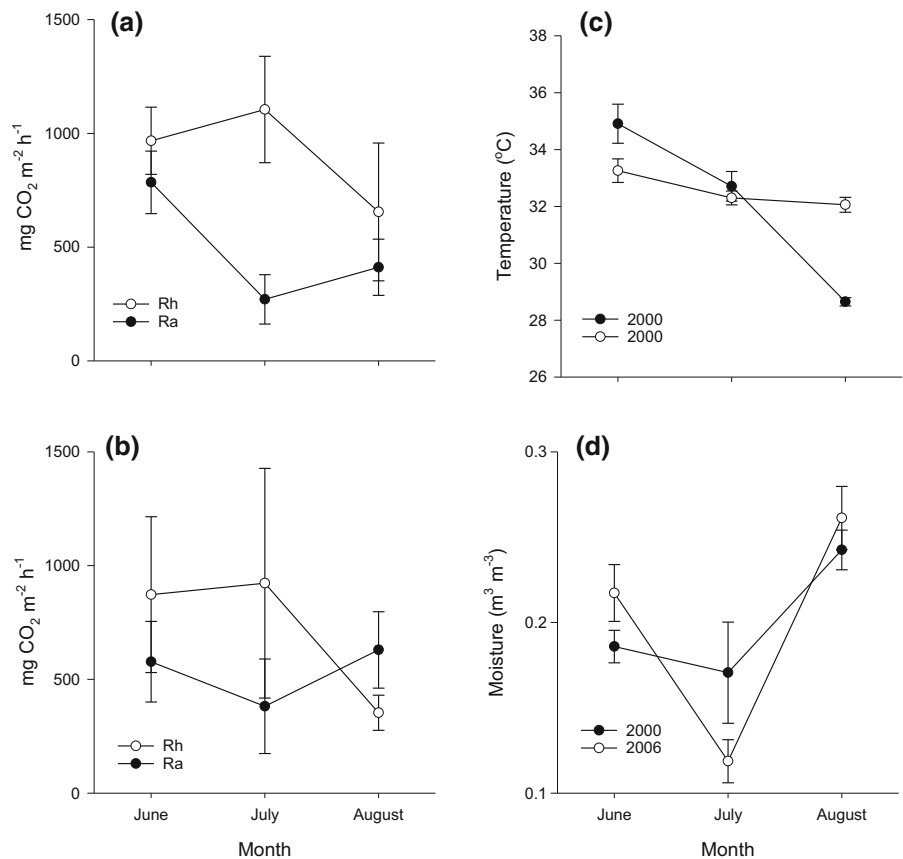 (a)
1500
1000
500
0
mg CO₂ m⁻² h⁻¹
Rh
Ra
(c)
38
36
34
32
30
28
26
Temperature (°C)
2000
2000
(b)
1500
1000
500
0
mg CO₂ m⁻² h⁻¹
Rh
Ra
June July August
Month
(d)
0.3
0.2
0.1
Moisture (m³ m⁻³)
2000
2006
June July August
Month